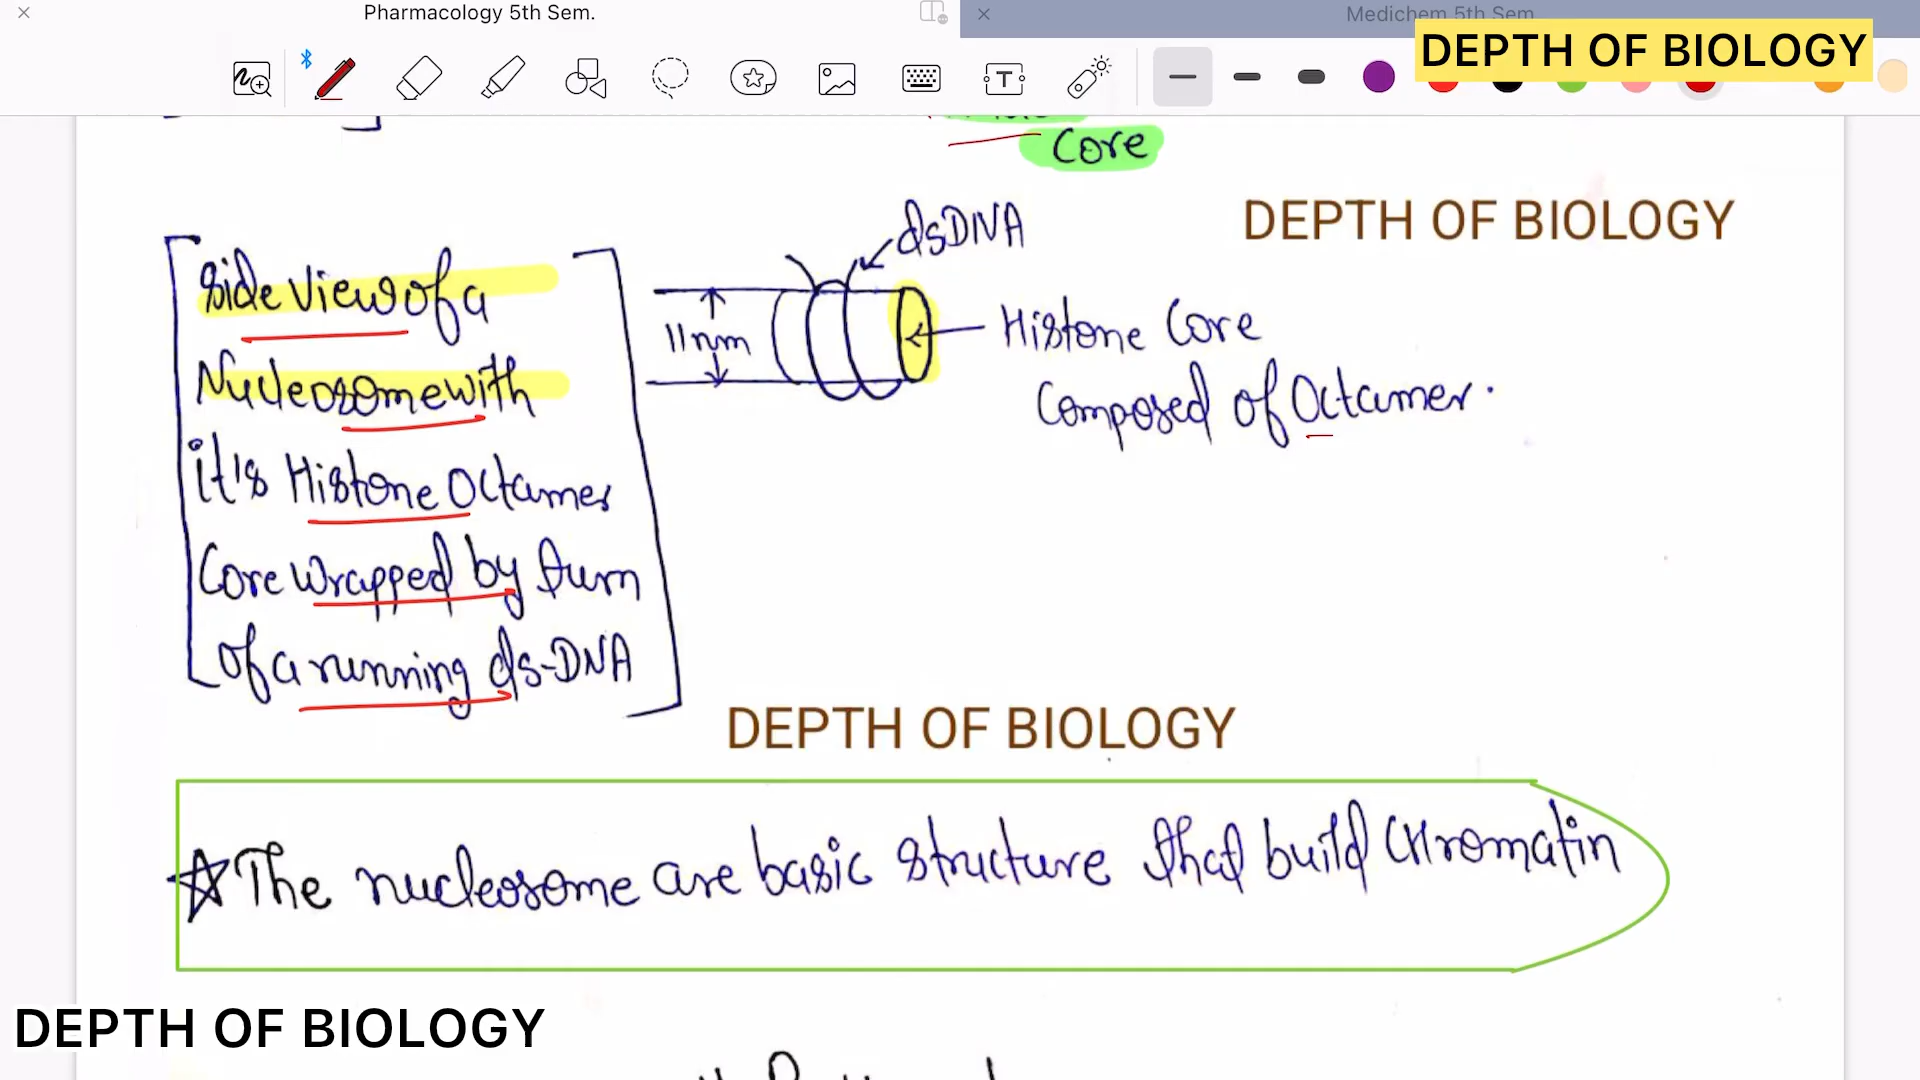 Pharmacology 5th Sem.
Medichem 5th Sem
DEPTH OF BIOLOGY
Core
DEPTH OF BIOLOGY
dsDNA
Side view of a
Nucleosome with
it's Histone Octamer
Core wrapped by turn
of a running ds-DNA
11nm
Histone Core
Composed of Octamer.
DEPTH OF BIOLOGY
The nucleosome are basic structure that build Chromatin
DEPTH OF BIOLOGY